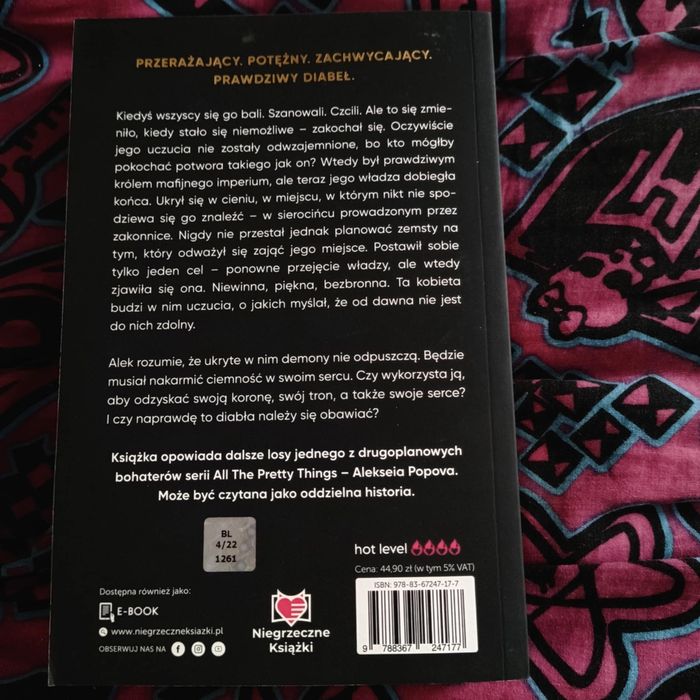 PRZERAŻAJĄCY. POTĘŻNY. ZACHWYCAJĄCY.
PRAWDZIWY DIABEŁ.
Kiedyś wszyscy się go bali. Szanowali. Czcili. Ale to się zmie-
niło, kiedy stało się niemożliwe – zakochał się. Oczywiście
jego uczucia nie zostały odwzajemnione, bo kto mógłby
pokochać potwora takiego jak on? Wtedy był prawdziwym
królem mafijnego imperium, ale teraz jego władza dobiegła
końca. Ukrył się w cieniu, w miejscu, w którym nikt nie spo-
dziewa się go znaleźć – w sierocińcu prowadzonym przez
zakonnice. Nigdy nie przestał jednak planować zemsty na
tym, który odważył się zająć jego miejsce. Postawił sobie
tylko jeden cel – ponowne przejęcie władzy, ale wtedy
zjawiła się ona. Niewinna, piękna, bezbronna. Ta kobieta
budzi w nim uczucia, o jakich myślał, że od dawna nie jest
do nich zdolny.
Alek rozumie, że ukryte w nim demony nie odpuszczą. Będzie
musiał nakarmić ciemność w swoim sercu. Czy wykorzysta ją,
aby odzyskać swoją koronę, swój tron, a także swoje serce?
I czy naprawdę to diabła należy się obawiać?
Książka opowiada dalsze losy jednego z drugoplanowych
bohaterów serii All The Pretty Things – Alekseia Popova.
Może być czytana jako oddzielna historia.
BL
4/22
1261
hot level
Cena: 44,90 zł (w tym 5% VAT)
ISBN: 978-83-67247-17-7
9 788367 247177
Dostępna również jako:
E-BOOK
www.niegrzeczneksiazki.pl
OBSERWUJ NAS NA
Niegrzeczne
Książki